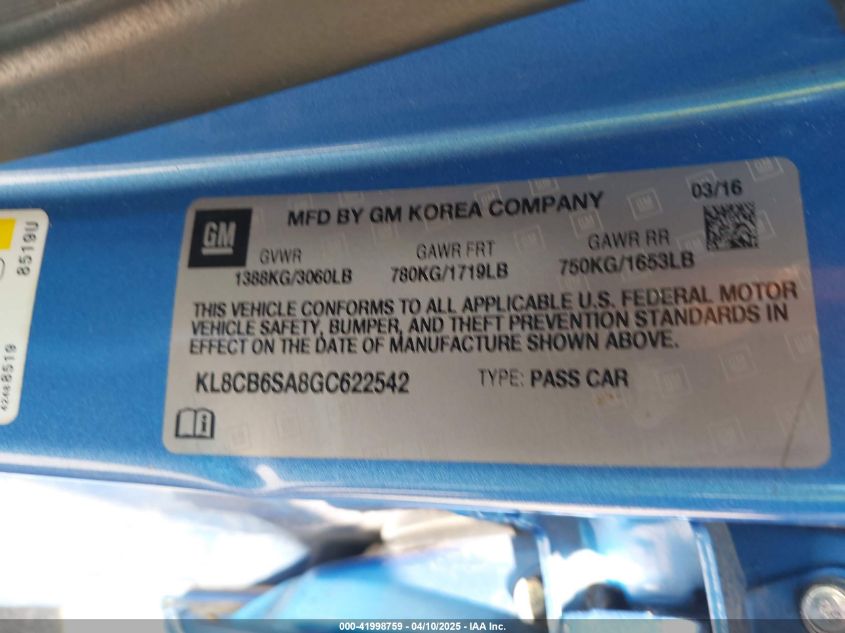 GM
MFD BY GM KOREA COMPANY
03/16
GVWR
GAWR FRT
GAWR RR
1388KG/3060LB
780KG/1719LB
750KG/1653LB
THIS VEHICLE CONFORMS TO ALL APPLICABLE U.S. FEDERAL MOTOR
VEHICLE SAFETY, BUMPER, AND THEFT PREVENTION STANDARDS IN
EFFECT ON THE DATE OF MANUFACTURE SHOWN ABOVE.
KL8CB6SA8GC622542
TYPE: PASS CAR
8519U
42488519
000-41998759 - 04/10/2025 - IAA Inc.